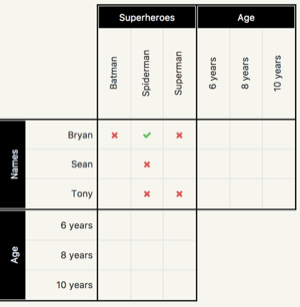 Superheroes Age
Batman Spiderman Superman 6 years 8 years 10 years
Names
Bryan
Sean
Tony
Age
6 years
8 years
10 years